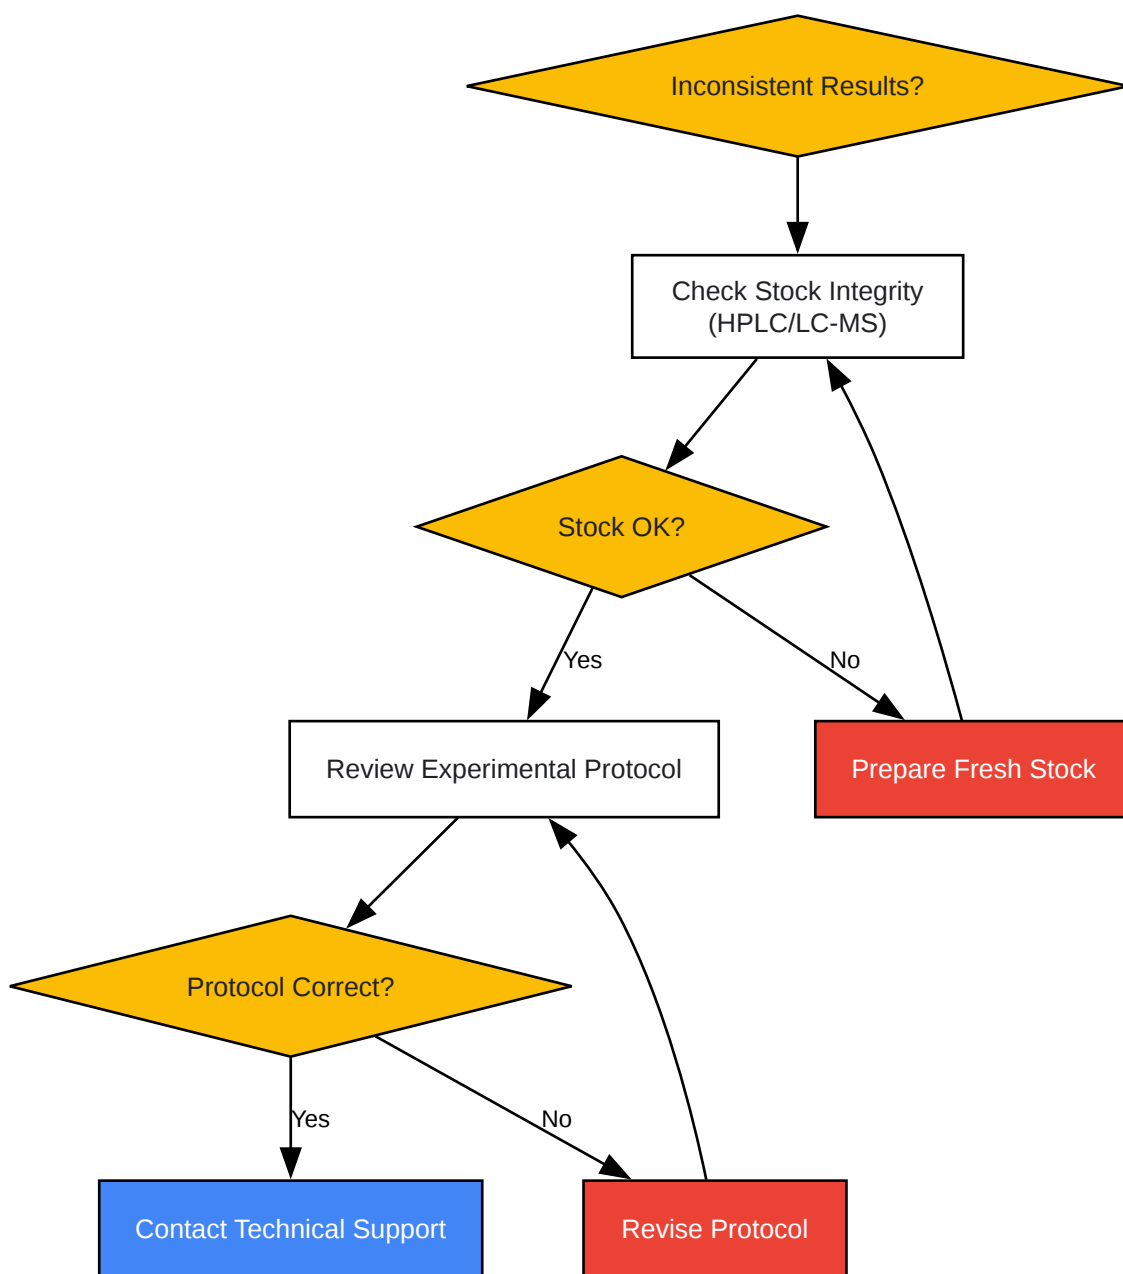 Inconsistent Results?
Check Stock Integrity
(HPLC/LC-MS)
Stock OK?
Yes
No
Review Experimental Protocol
Prepare Fresh Stock
Protocol Correct?
Yes
No
Contact Technical Support
Revise Protocol